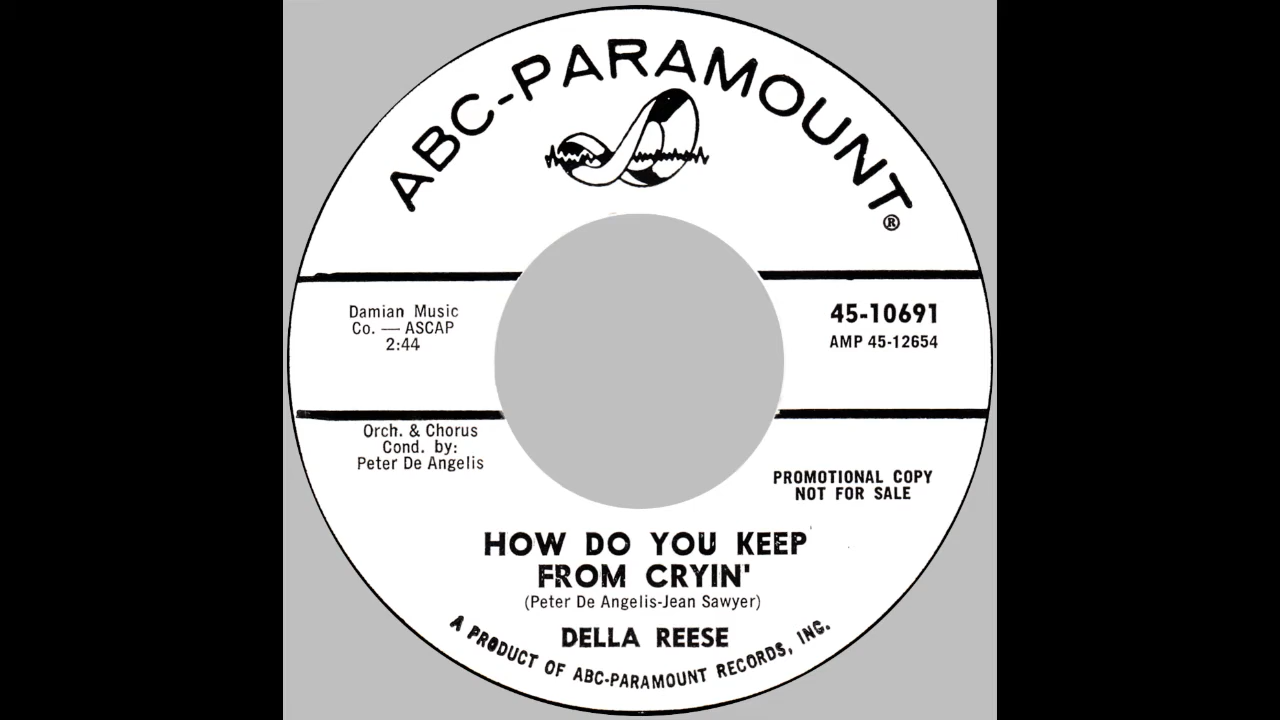 ABC-PARAMOUNT
®
Damian Music
Co. — ASCAP
2:44
45-10691
AMP 45-12654
Orch. & Chorus
Cond. by:
Peter De Angelis
PROMOTIONAL COPY
NOT FOR SALE
HOW DO YOU KEEP
FROM CRYIN'
(Peter De Angelis-Jean Sawyer)
DELLA REESE
A PRODUCT OF ABC-PARAMOUNT RECORDS, INC.